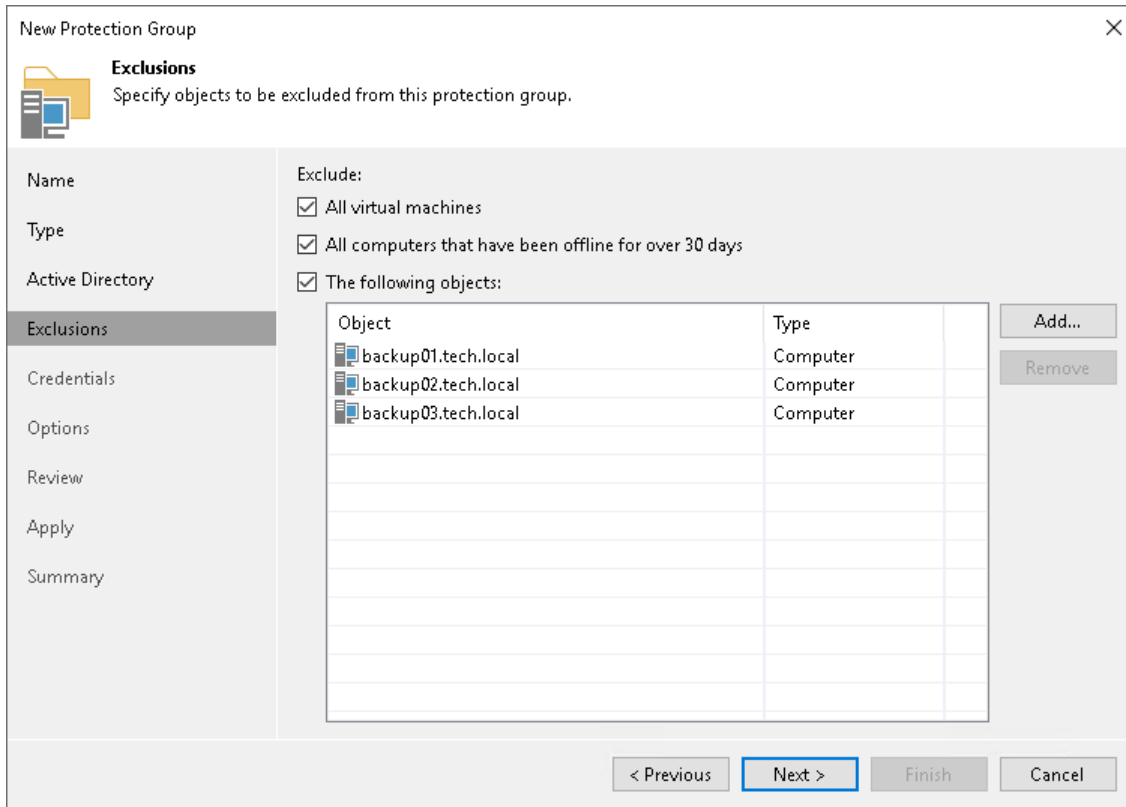 New Protection Group
Exclusions
Specify objects to be excluded from this protection group.
Name
Type
Active Directory
Exclusions
Credentials
Options
Review
Apply
Summary
Exclude:
All virtual machines
All computers that have been offline for over 30 days
The following objects:
Object Type
backup01.tech.local Computer
backup02.tech.local Computer
backup03.tech.local Computer
Add...
Remove
< Previous Next > Finish Cancel